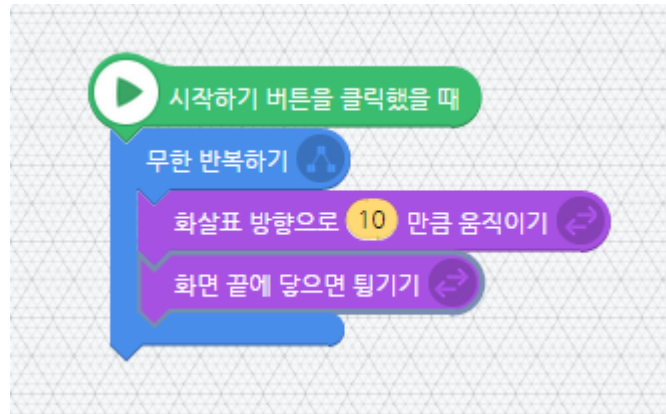 시작하기 버튼을 클릭했을 때
무한 반복하기
화살표 방향으로 10 만큼 움직이기
화면 끝에 닿으면 튕기기